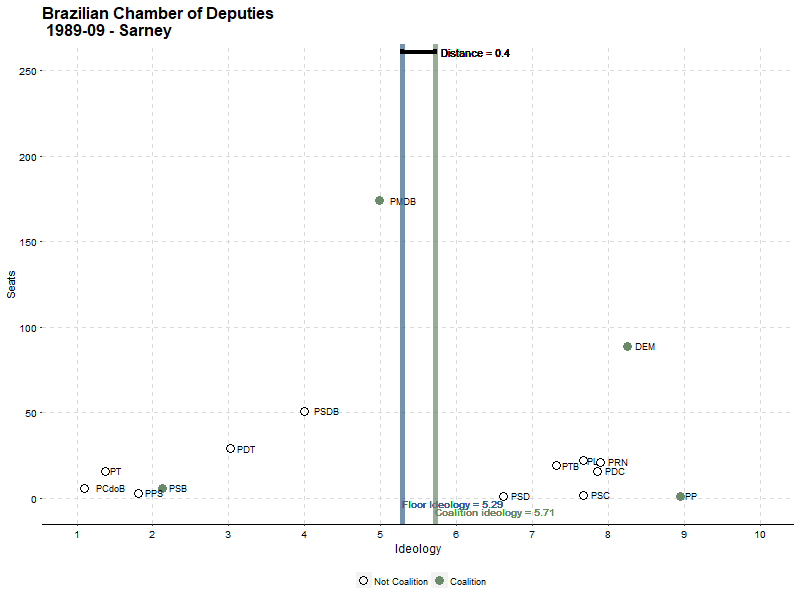 Brazilian Chamber of Deputies
1989-09 - Sarney
Distance = 0.4
250
200
PMDB
150
Seats
100
DEM
50
PSDB
PDT
PT
PTB
PL
PRN
PDC
PCdoB
PPS
PSB
PSD
PSC
PP
0
Floor Ideology = 5.29
Coalition ideology = 5.71
1 2 3 4 5 6 7 8 9 10
Ideology
Not Coalition Coalition